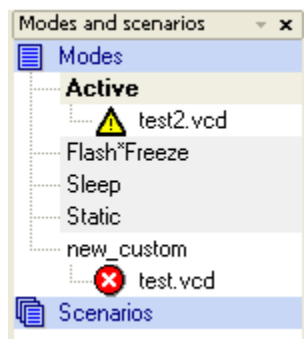 Modes and scenarios
Modes
Active
test2.vcd
Flash*Freeze
Sleep
Static
new_custom
test.vcd
Scenarios